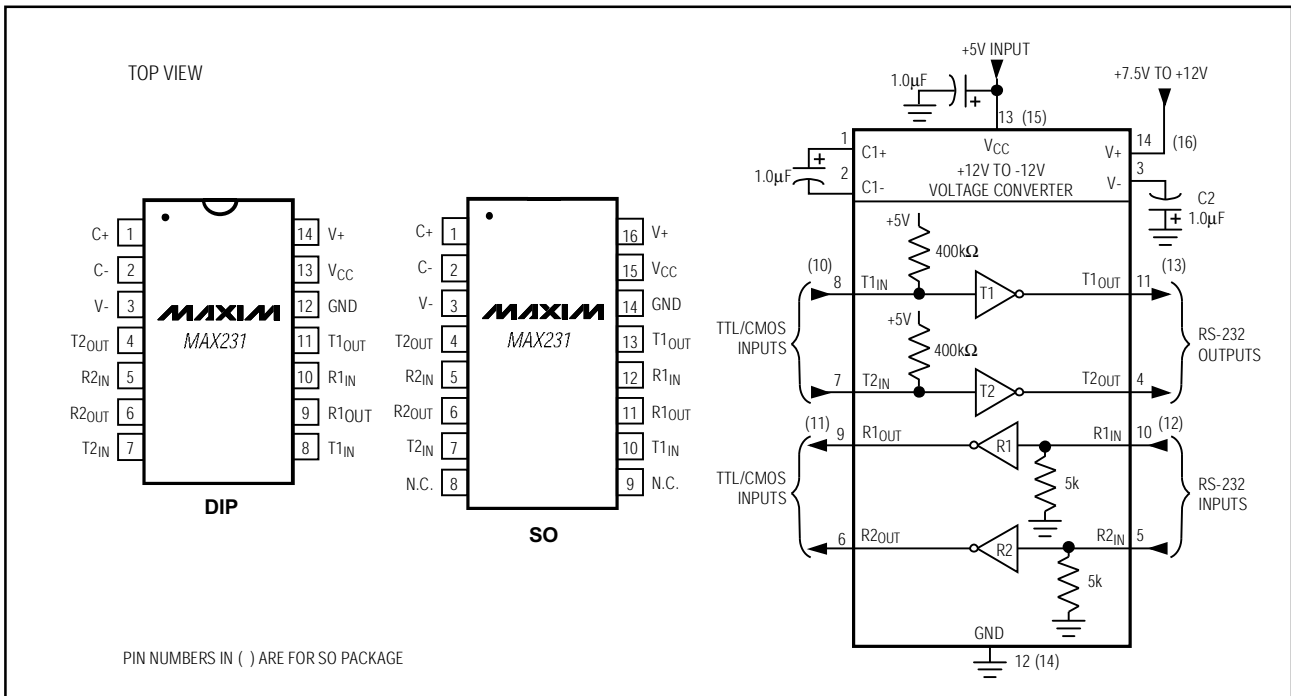 TOP VIEW
C+ 1
C- 2
V- 3
T2OUT 4
R2IN 5
R2OUT 6
T2IN 7
14 V+
13 VCC
12 GND
11 T1OUT
10 R1IN
9 R1OUT
8 T1IN
MAXIM
MAX231
DIP
C+ 1
C- 2
V- 3
T2OUT 4
R2IN 5
R2OUT 6
T2IN 7
N.C. 8
16 V+
15 VCC
14 GND
13 T1OUT
12 R1IN
11 R1OUT
10 T1IN
9 N.C.
MAXIM
MAX231
SO
+5V INPUT
+7.5V TO +12V
1.0µF
+
13 (15)
VCC
1
C1+
+
1.0µF
2
C1-
+12V TO -12V
VOLTAGE CONVERTER
V+
14 (16)
V-
3
C2
+
1.0µF
+5V
400kΩ
(10)
8
T1IN
T1
T1OUT
11
(13)
TTL/CMOS
INPUTS
+5V
400kΩ
RS-232
OUTPUTS
7
T2IN
T2
T2OUT
4
(11)
9
R1OUT
R1
R1IN
10
(12)
TTL/CMOS
INPUTS
5k
RS-232
INPUTS
6
R2OUT
R2
R2IN
5
5k
GND
12 (14)
PIN NUMBERS IN ( ) ARE FOR SO PACKAGE